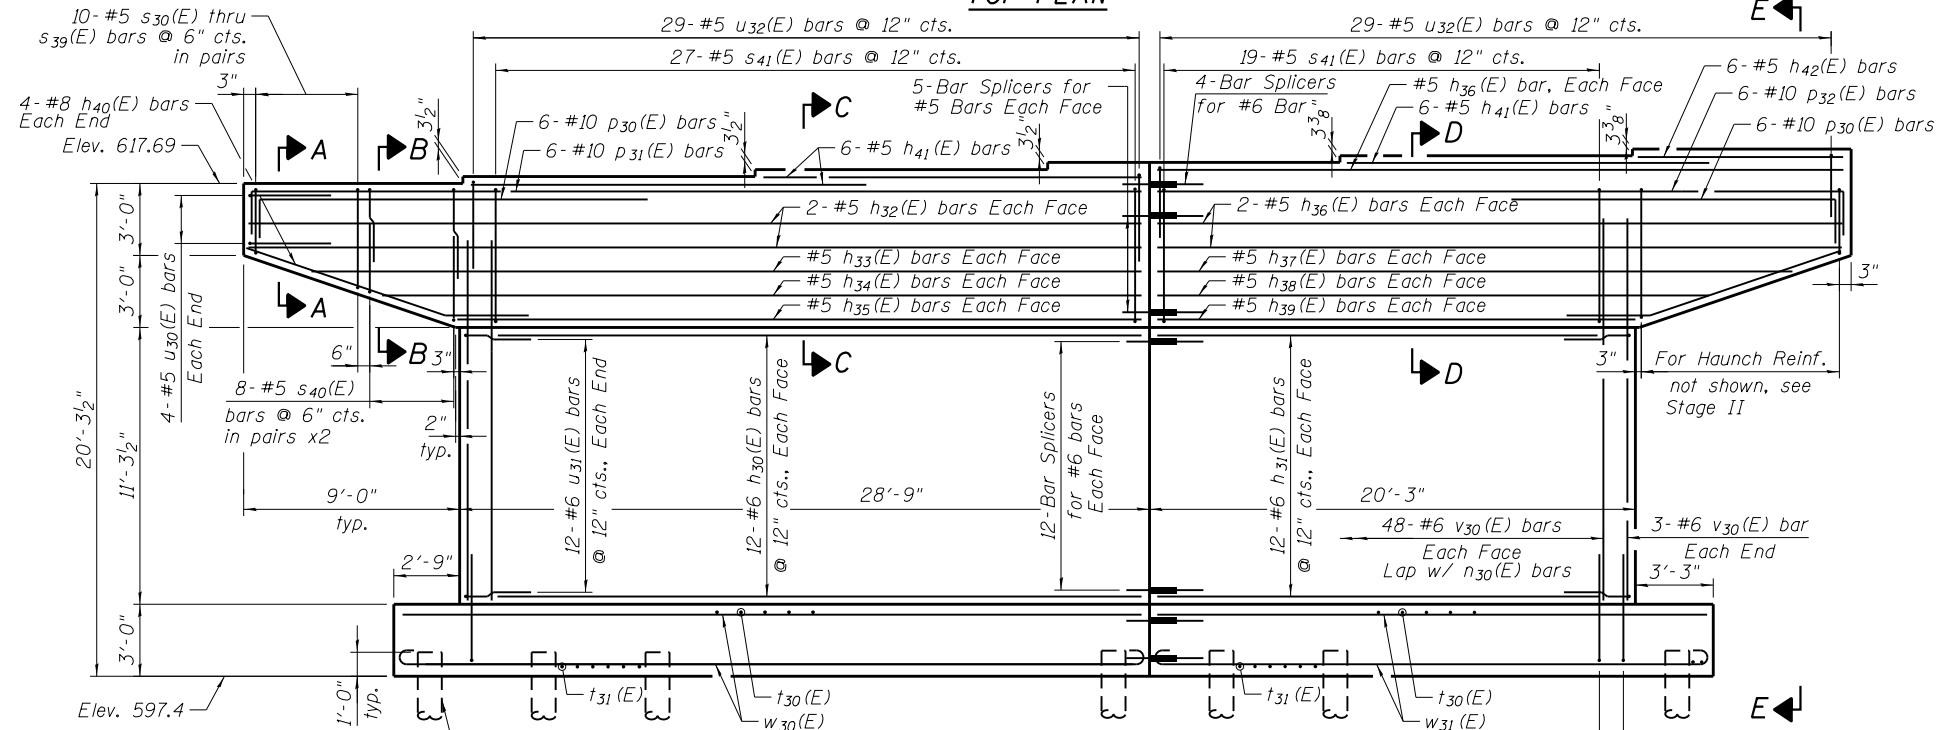 TOP PLAN
10-#5 s30(E) thru
s39(E) bars @ 6" cts.
in pairs
29-#5 u32(E) bars @ 12" cts.
29-#5 u32(E) bars @ 12" cts.
E
27-#5 s41(E) bars @ 12" cts.
19-#5 s41(E) bars @ 12" cts.
3"
5-Bar Splicers for
#5 Bars Each Face
4-Bar Splicers
for #6 Bar
#5 h36(E) bar, Each Face
6-#5 h41(E) bars
6-#5 h42(E) bars
6-#10 p32(E) bars
6-#10 p30(E) bars
4-#8 h40(E) bars
Each End
Elev. 617.69
A
B
3½"
6-#10 p30(E) bars
6-#10 p31(E) bars
3½"
C
6-#5 h41(E) bars
3½"
3⅜"
D
3⅜"
3'-0"
2-#5 h32(E) bars Each Face
2-#5 h36(E) bars Each Face
#5 h33(E) bars Each Face
#5 h37(E) bars Each Face
3'-0"
#5 h34(E) bars Each Face
#5 h38(E) bars Each Face
3"
#5 h35(E) bars Each Face
#5 h39(E) bars Each Face
A
4-#5 u30(E) bars
Each End
6"
B
3"
C
D
3"
For Haunch Reinf.
not shown, see
Stage II
8-#5 s40(E)
bars @ 6" cts.
in pairs x2
2"
typ.
20'-3½"
11'-3½"
12-#6 u31(E) bars
@ 12" cts., Each End
12-#6 h30(E) bars
@ 12" cts., Each Face
12-Bar Splicers
for #6 bars
Each Face
12-#6 h31(E) bars
@ 12" cts., Each Face
9'-0"
typ.
28'-9"
20'-3"
48-#6 v30(E) bars
Each Face
Lap w/ n30(E) bars
3-#6 v30(E) bar
Each End
2'-9"
3'-3"
3'-0"
1'-0"
typ.
Elev. 597.4
t31(E)
t30(E)
w30(E)
t31(E)
t30(E)
w31(E)
E